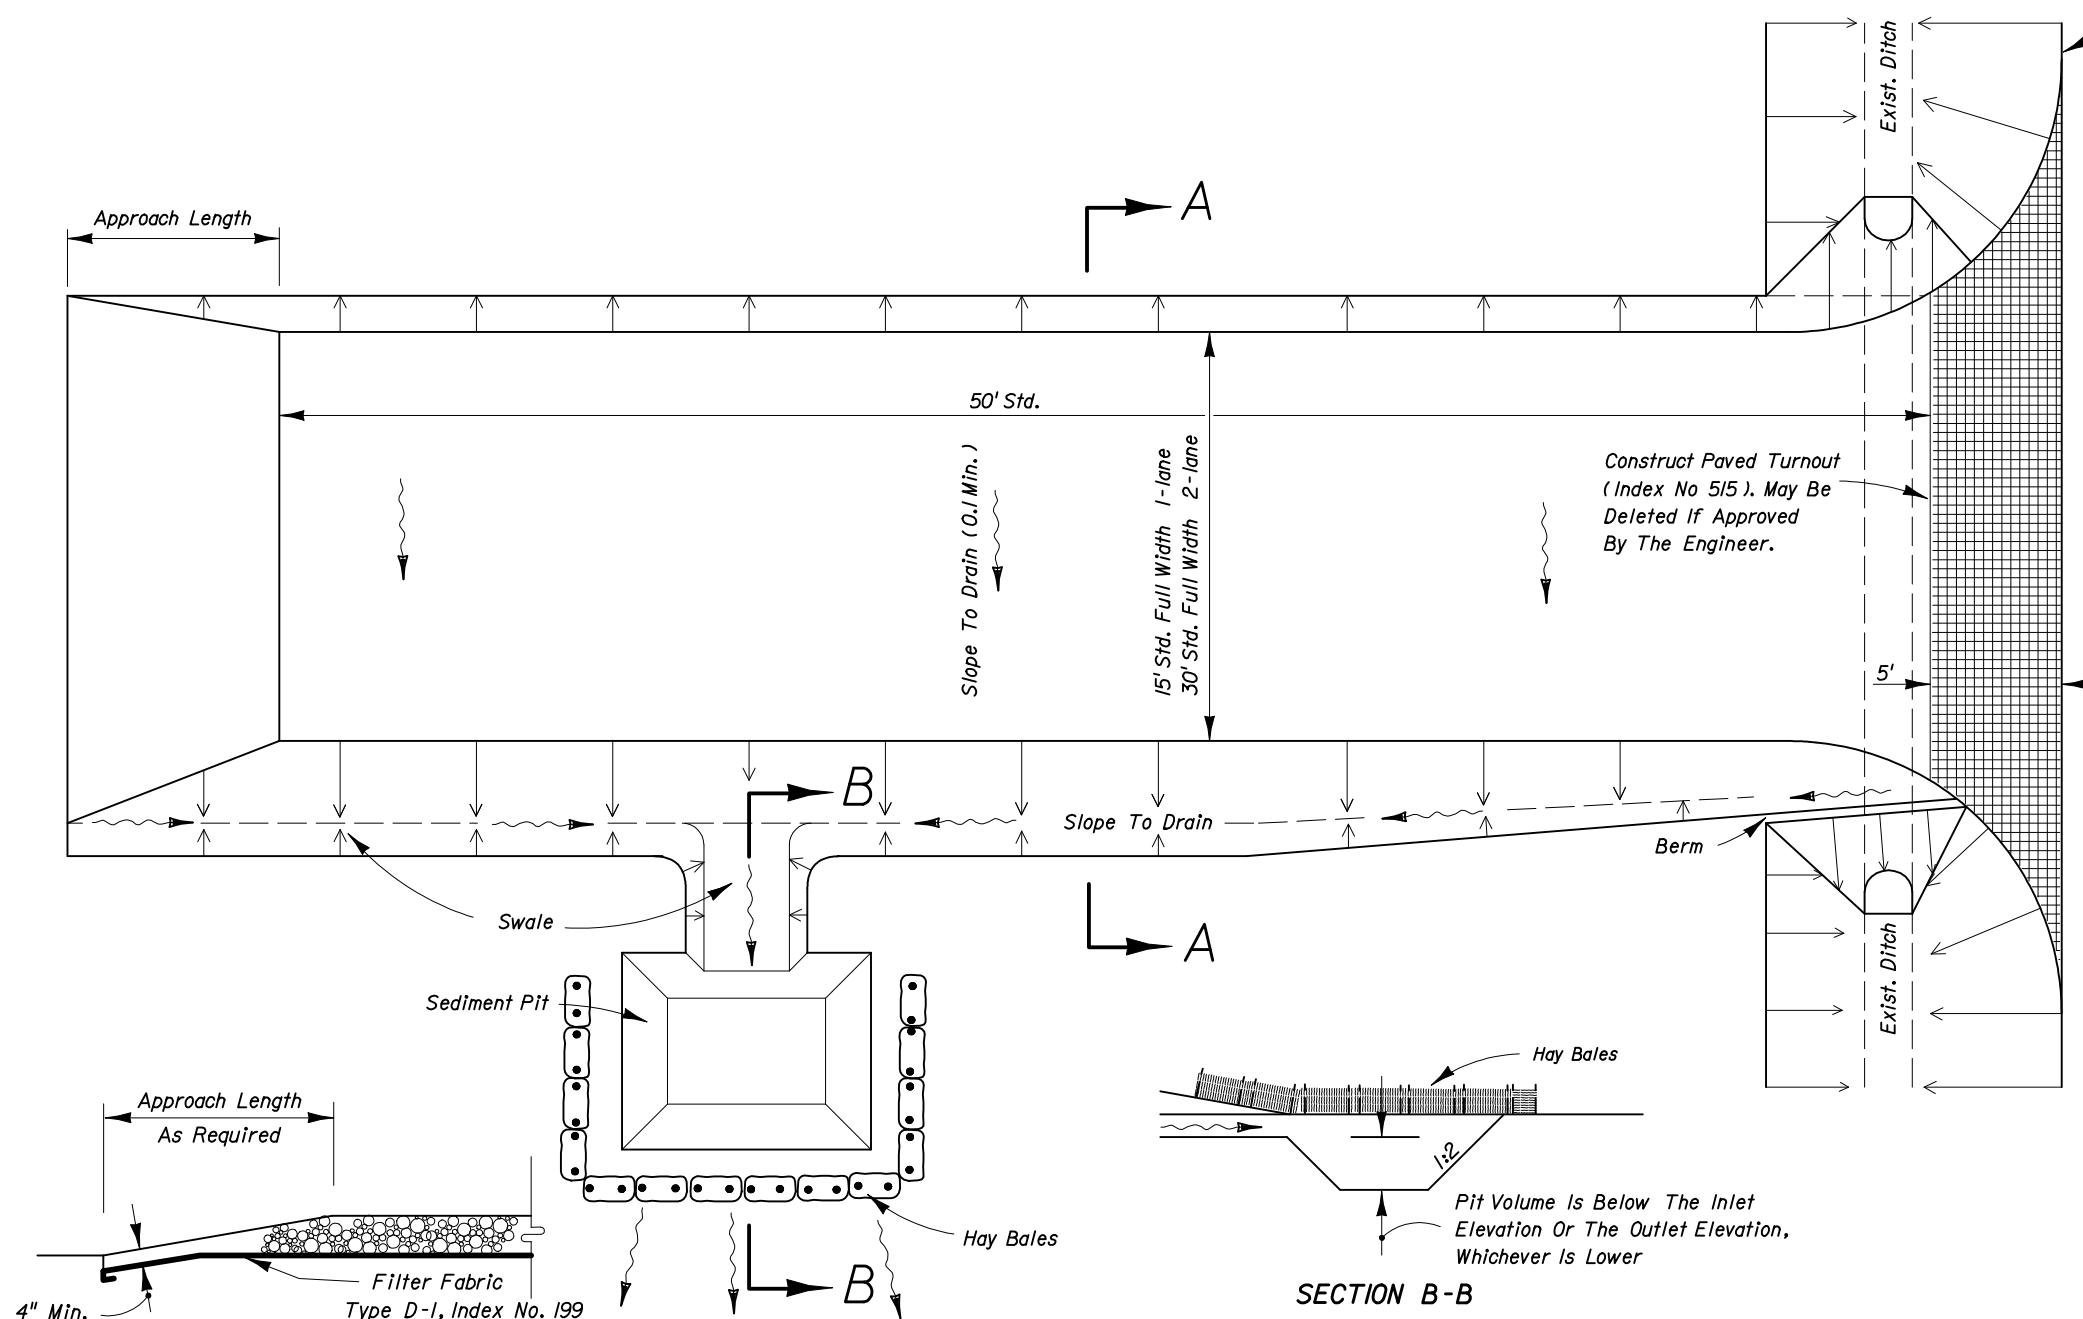 Exist. Ditch
A
Approach Length
50' Std.
Slope To Drain (0.1 Min.)
15' Std. Full Width 1-lane
30' Std. Full Width 2-lane
Construct Paved Turnout
(Index No 515). May Be
Deleted If Approved
By The Engineer.
5'
B
Slope To Drain
Berm
Swale
A
Exist. Ditch
Sediment Pit
Hay Bales
Approach Length
As Required
1:2
Pit Volume Is Below The Inlet
Elevation Or The Outlet Elevation,
Whichever Is Lower
Hay Bales
Filter Fabric
Type D-1, Index No. 199
4" Min.
B
SECTION B-B